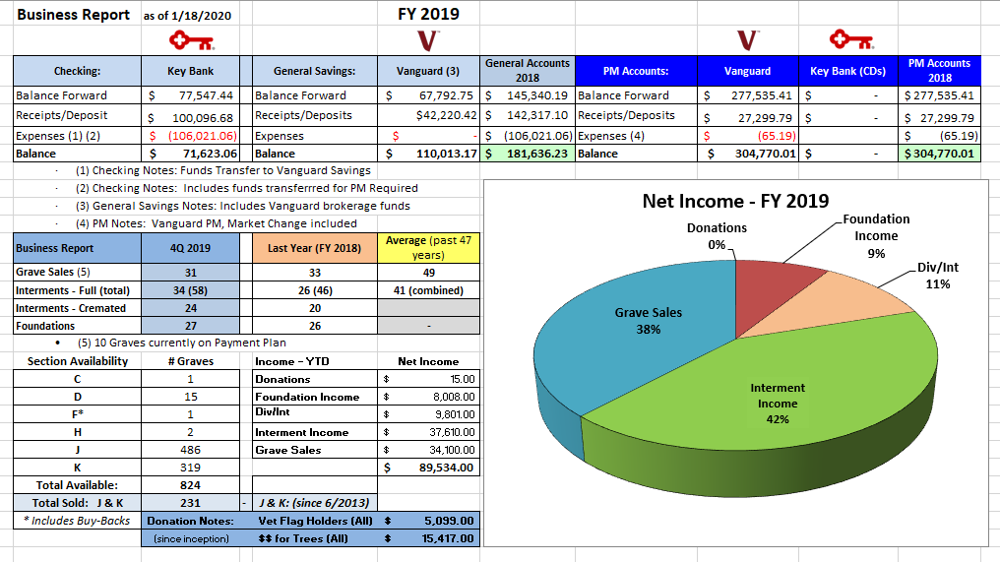 Business Report as of 1/18/2020 FY 2019
V V
Checking: Key Bank General Savings: Vanguard (3) General Accounts 2018 PM Accounts: Vanguard Key Bank (CDs) PM Accounts 2018
Balance Forward $ 77,547.44 Balance Forward $ 67,792.75 $ 145,340.19 Balance Forward $ 277,535.41 $ - $ 277,535.41
Receipts/Deposit $ 100,096.68 Receipts/Deposits $42,220.42 $ 142,317.10 Receipts/Deposits $ 27,299.79 $ - $ 27,299.79
Expenses (1) (2) $ (106,021.06) Expenses $ - $ (106,021.06) Expenses (4) $ (65.19) $ (65.19)
Balance $ 71,623.06 Balance $ 110,013.17 $ 181,636.23 Balance $ 304,770.01 $ - $ 304,770.01
· (1) Checking Notes: Funds Transfer to Vanguard Savings
· (2) Checking Notes: Includes funds transferrred for PM Required
· (3) General Savings Notes: Includes Vanguard brokerage funds
· (4) PM Notes: Vanguard PM, Market Change included
Business Report 4Q 2019 Last Year (FY 2018) Average (past 47 years)
Grave Sales (5) 31 33 49
Interments - Full (total) 34 (58) 26 (46) 41 (combined)
Interments - Cremated 24 20
Foundations 27 26 -
• (5) 10 Graves currently on Payment Plan
Section Availability # Graves Income - YTD Net Income
C 1 Donations $ 15.00
D 15 Foundation Income $ 8,008.00
F* 1 Div/Int $ 9,801.00
H 2 Interment Income $ 37,610.00
J 486 Grave Sales $ 34,100.00
K 319 $ 89,534.00
Total Available: 824
Total Sold: J & K 231 - J & K: (since 6/2013)
* Includes Buy-Backs Donation Notes: Vet Flag Holders (All) $ 5,099.00
(since inception) $$ for Trees (All) $ 15,417.00
Net Income - FY 2019
Donations
0%
Foundation
Income
9%
Div/Int
11%
Grave Sales
38%
Interment
Income
42%